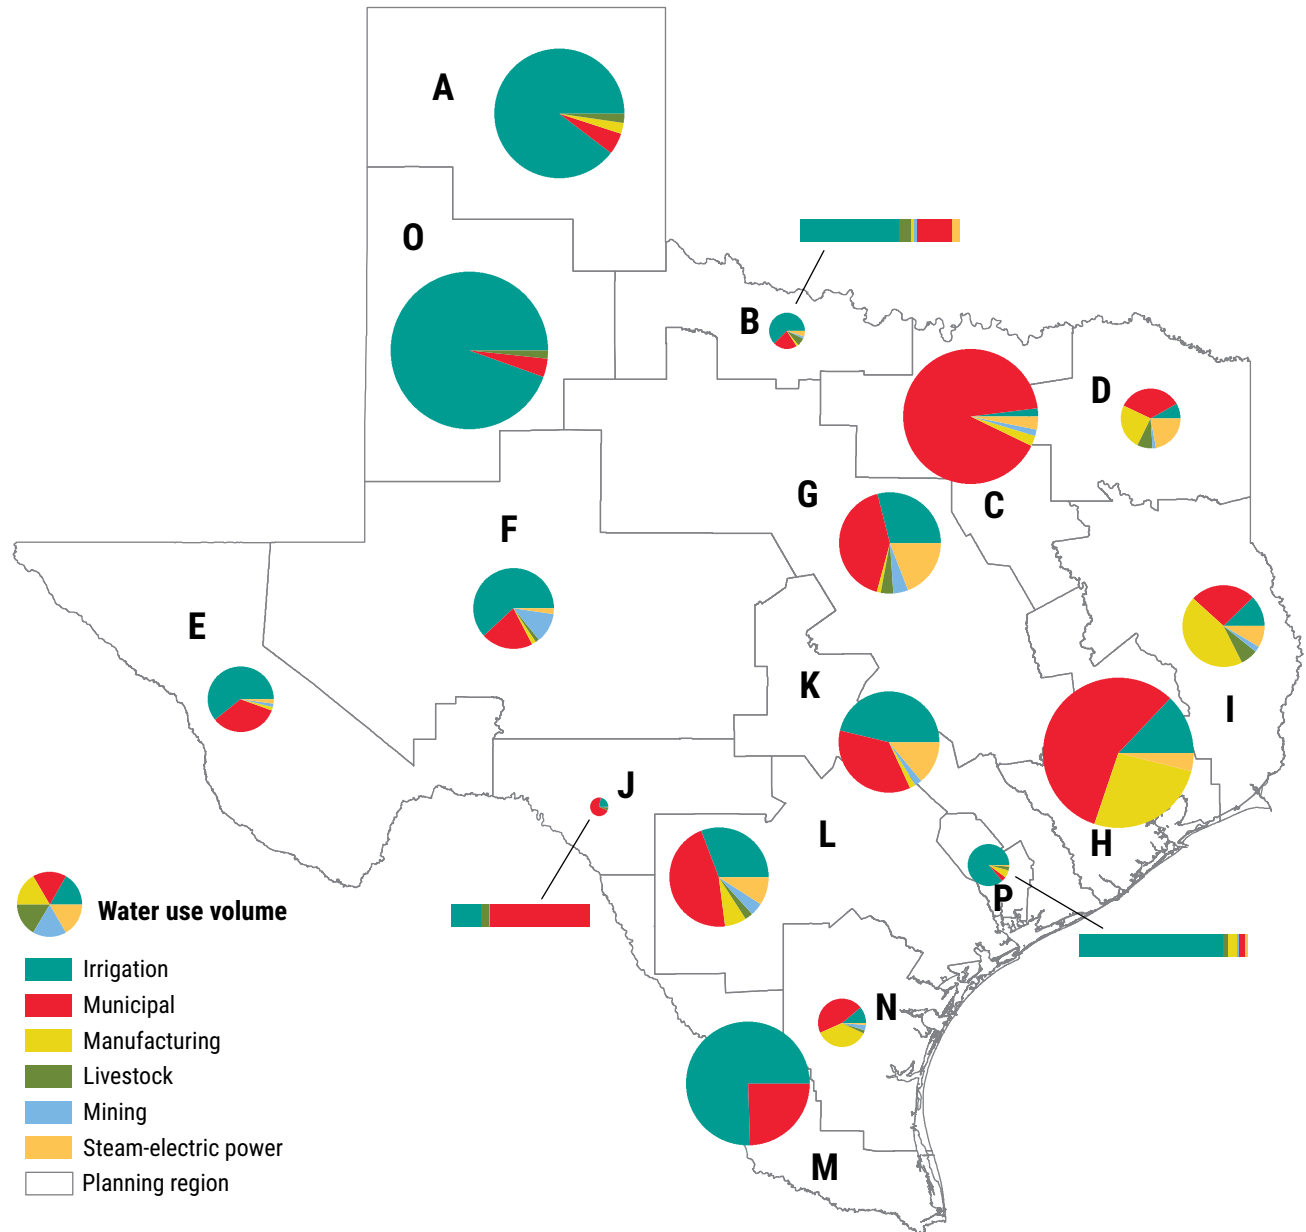 A
O
B
D
C
G
F
E
K
I
J
L
H
P
N
M
Water use volume
Irrigation
Municipal
Manufacturing
Livestock
Mining
Steam-electric power
Planning region